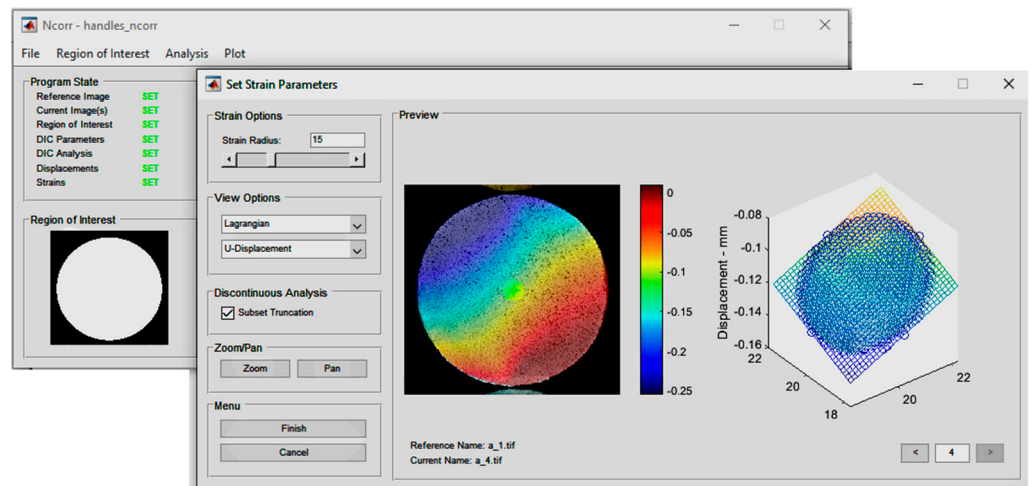 Ncorr - handles_ncorr
File Region of Interest Analysis Plot
Program State
Reference Image SET
Current Image(s) SET
Region of Interest SET
DIC Parameters SET
DIC Analysis SET
Displacements SET
Strains SET
Region of Interest
Set Strain Parameters
Strain Options
Strain Radius: 15
View Options
Lagrangian
U-Displacement
Discontinuous Analysis
Subset Truncation
Zoom/Pan
Zoom Pan
Menu
Finish
Cancel
Preview
0
-0.05
-0.1
-0.15
-0.2
-0.25
Displacement - mm
-0.08
-0.1
-0.12
-0.14
-0.16
22
20
18
20
22
Reference Name: a_1.tif
Current Name: a_4.tif
< 4 >